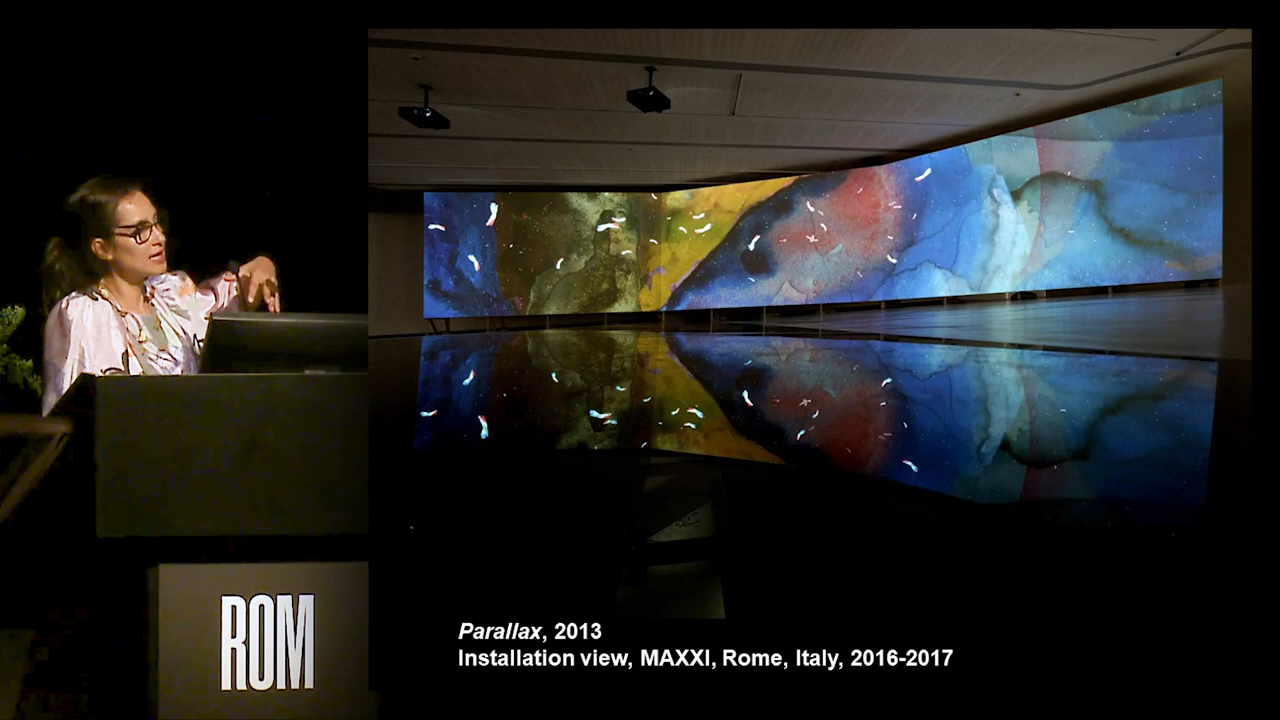 ROM
Parallax, 2013
Installation view, MAXXI, Rome, Italy, 2016-2017